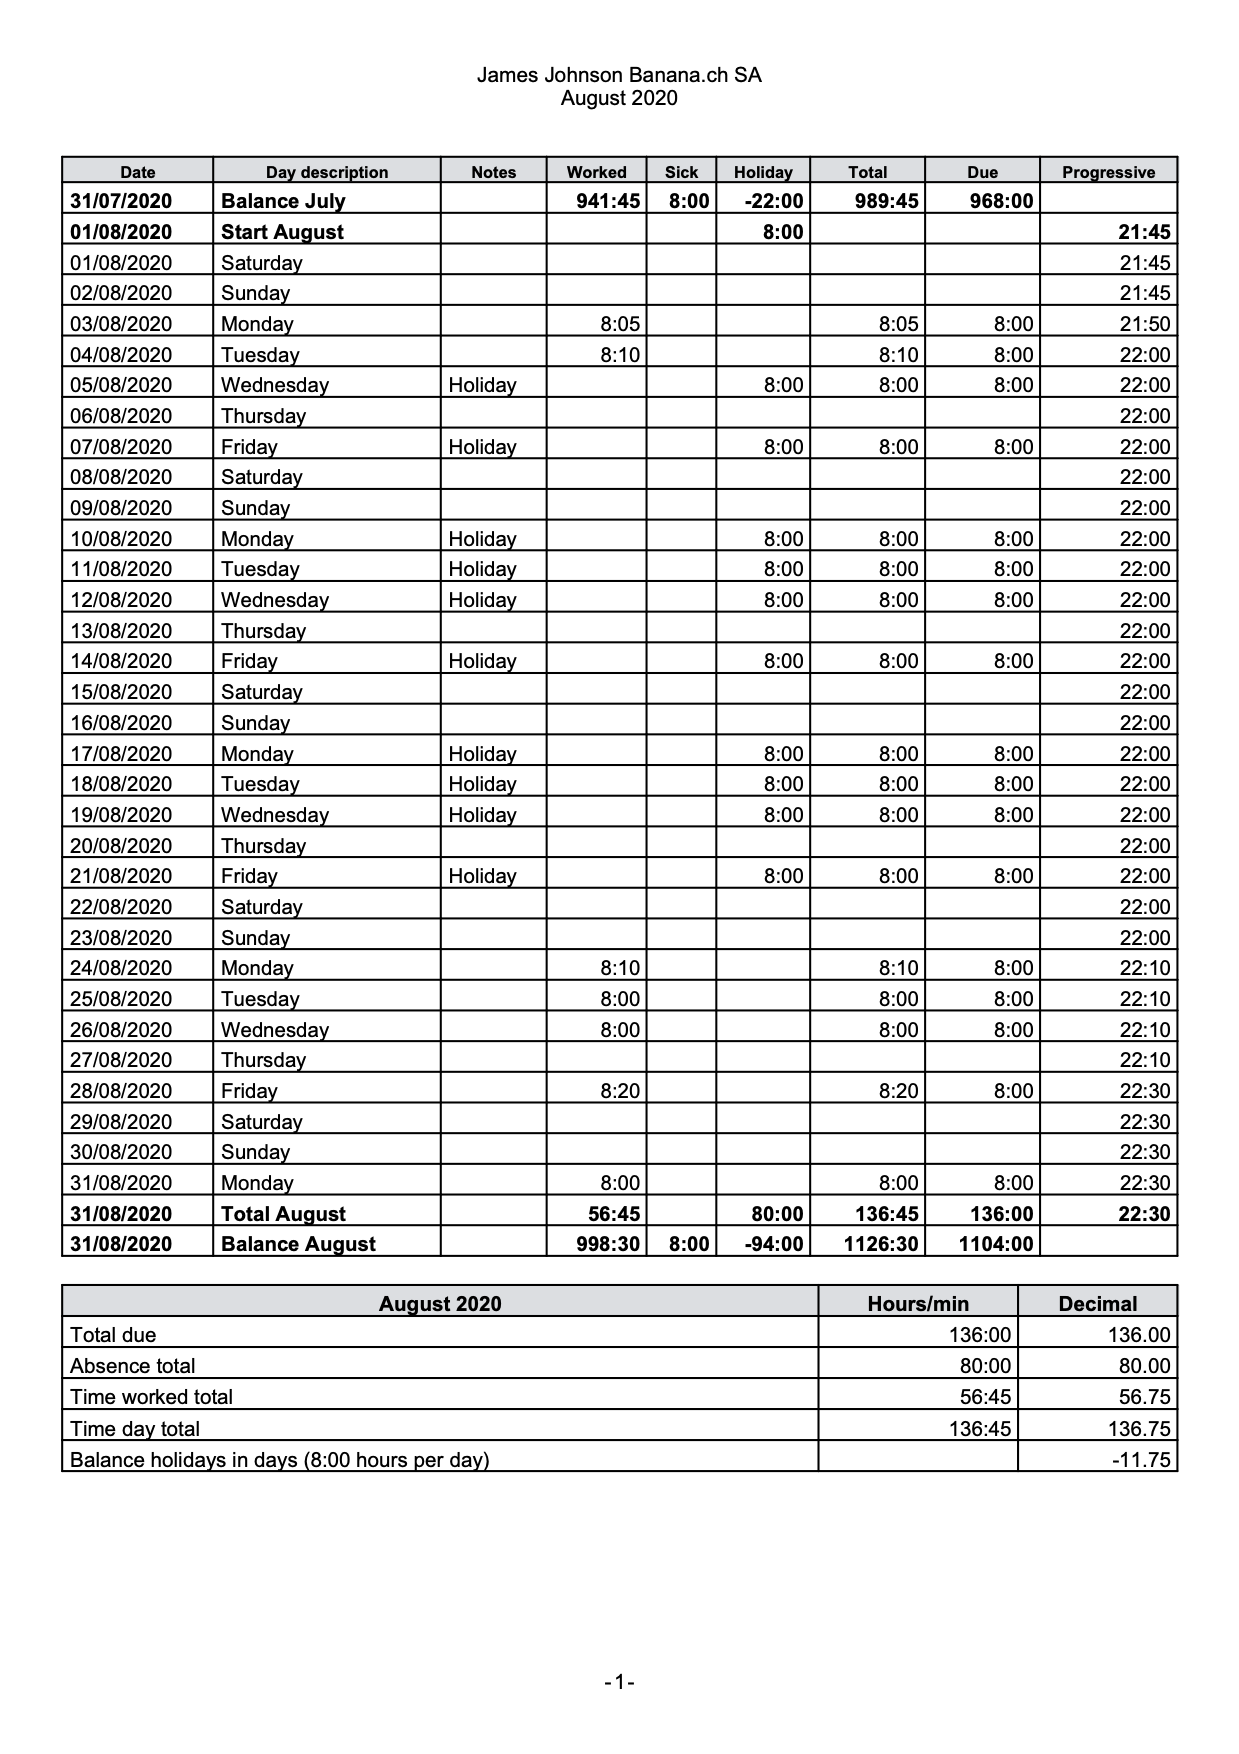 James Johnson Banana.ch SA
August 2020
Date Day description Notes Worked Sick Holiday Total Due Progressive
31/07/2020 Balance July 941:45 8:00 -22:00 989:45 968:00
01/08/2020 Start August 8:00 21:45
01/08/2020 Saturday 21:45
02/08/2020 Sunday 21:45
03/08/2020 Monday 8:05 8:05 8:00 21:50
04/08/2020 Tuesday 8:10 8:10 8:00 22:00
05/08/2020 Wednesday Holiday 8:00 8:00 8:00 22:00
06/08/2020 Thursday 22:00
07/08/2020 Friday Holiday 8:00 8:00 8:00 22:00
08/08/2020 Saturday 22:00
09/08/2020 Sunday 22:00
10/08/2020 Monday Holiday 8:00 8:00 8:00 22:00
11/08/2020 Tuesday Holiday 8:00 8:00 8:00 22:00
12/08/2020 Wednesday Holiday 8:00 8:00 8:00 22:00
13/08/2020 Thursday 22:00
14/08/2020 Friday Holiday 8:00 8:00 8:00 22:00
15/08/2020 Saturday 22:00
16/08/2020 Sunday 22:00
17/08/2020 Monday Holiday 8:00 8:00 8:00 22:00
18/08/2020 Tuesday Holiday 8:00 8:00 8:00 22:00
19/08/2020 Wednesday Holiday 8:00 8:00 8:00 22:00
20/08/2020 Thursday 22:00
21/08/2020 Friday Holiday 8:00 8:00 8:00 22:00
22/08/2020 Saturday 22:00
23/08/2020 Sunday 22:00
24/08/2020 Monday 8:10 8:10 8:00 22:10
25/08/2020 Tuesday 8:00 8:00 8:00 22:10
26/08/2020 Wednesday 8:00 8:00 8:00 22:10
27/08/2020 Thursday 22:10
28/08/2020 Friday 8:20 8:20 8:00 22:30
29/08/2020 Saturday 22:30
30/08/2020 Sunday 22:30
31/08/2020 Monday 8:00 8:00 8:00 22:30
31/08/2020 Total August 56:45 80:00 136:45 136:00 22:30
31/08/2020 Balance August 998:30 8:00 -94:00 1126:30 1104:00
August 2020 Hours/min Decimal
Total due 136:00 136.00
Absence total 80:00 80.00
Time worked total 56:45 56.75
Time day total 136:45 136.75
Balance holidays in days (8:00 hours per day) -11.75
-1-